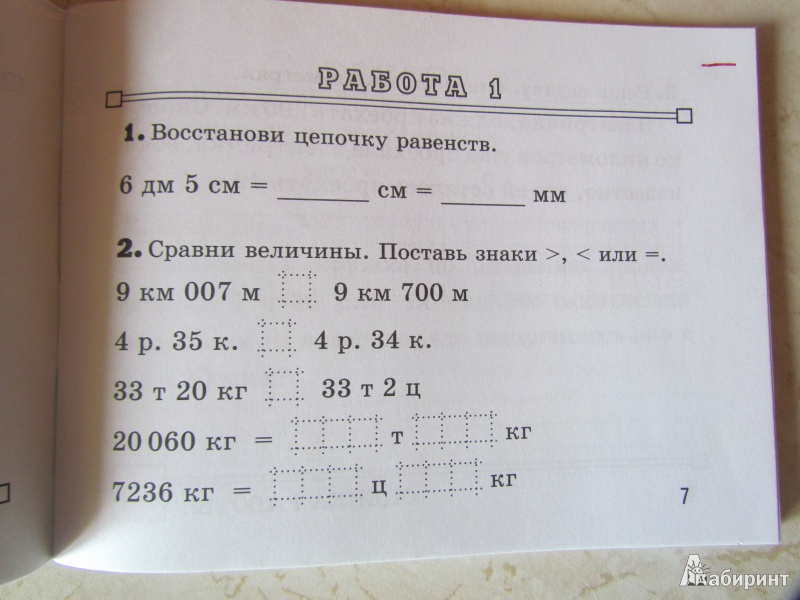 РАБОТА 1
1. Восстанови цепочку равенств.
6 дм 5 см = ______ см = ______ мм
2. Сравни величины. Поставь знаки >, < или =.
9 км 007 м 9 км 700 м
4 р. 35 к. 4 р. 34 к.
33 т 20 кг 33 т 2 ц
20 060 кг = т кг
7236 кг = ц кг
7
Лабиринт